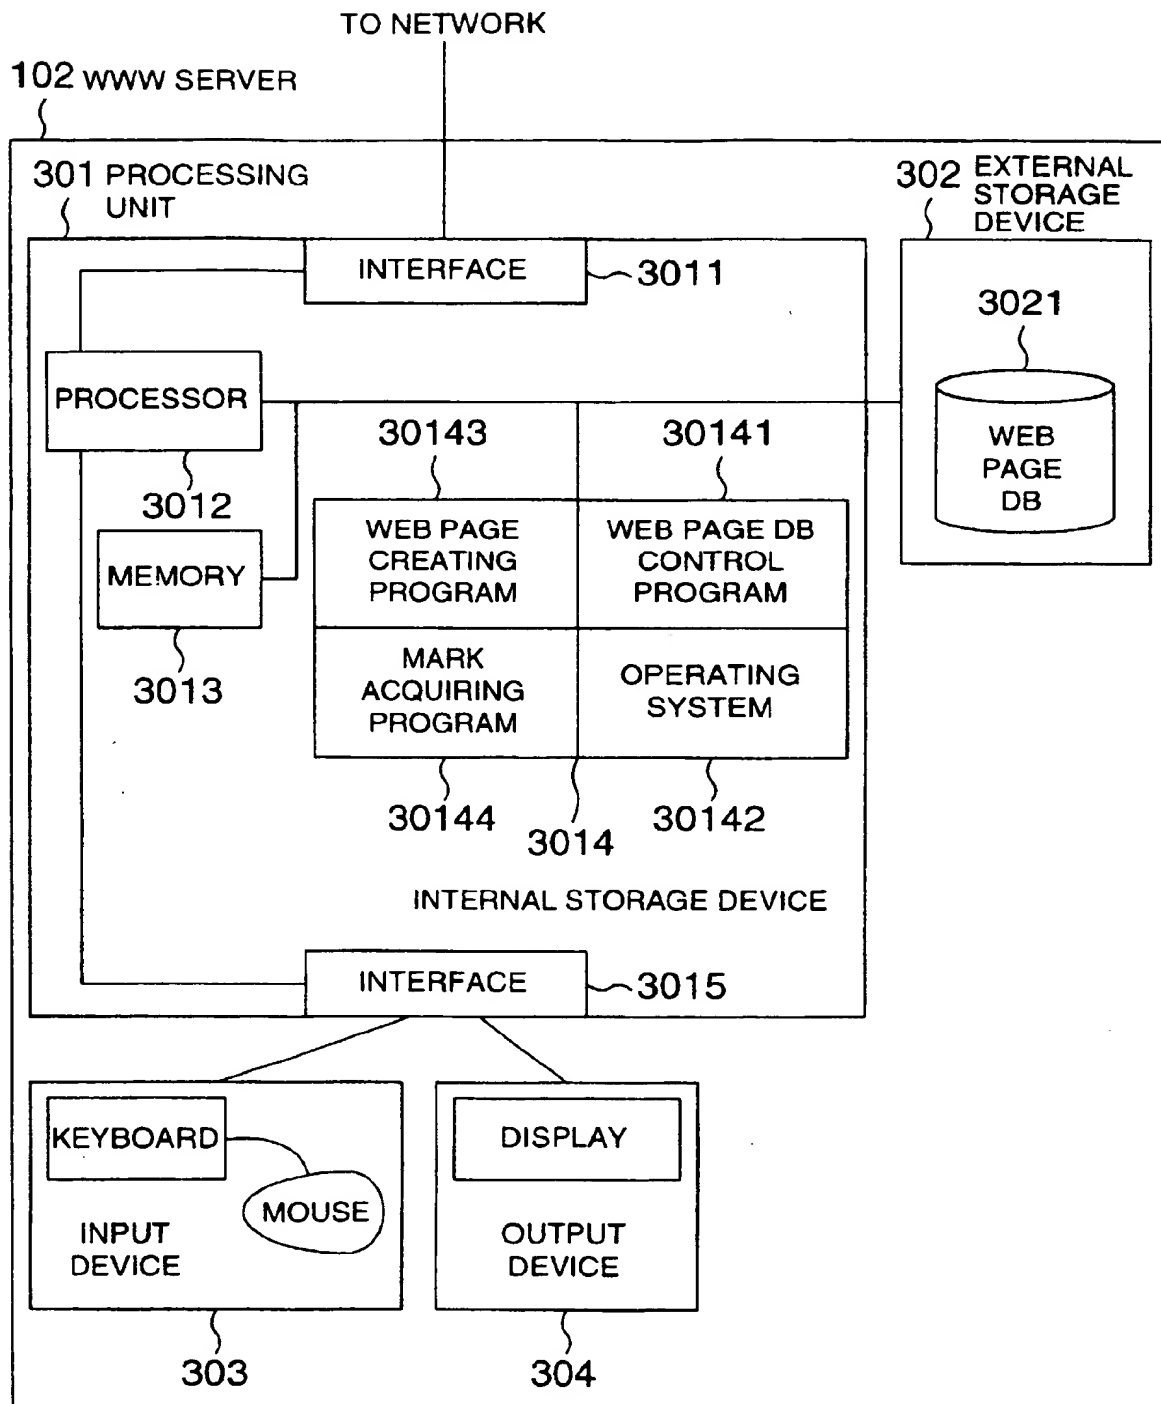 TO NETWORK
102 WWW SERVER
301 PROCESSING
UNIT
302 EXTERNAL
STORAGE
DEVICE
INTERFACE
3011
3021
PROCESSOR
3012
30143
30141
WEB
PAGE
DB
WEB PAGE
CREATING
PROGRAM
WEB PAGE DB
CONTROL
PROGRAM
MEMORY
3013
MARK
ACQUIRING
PROGRAM
OPERATING
SYSTEM
30144
3014
30142
INTERNAL STORAGE DEVICE
INTERFACE
3015
KEYBOARD
MOUSE
INPUT
DEVICE
DISPLAY
OUTPUT
DEVICE
303
304